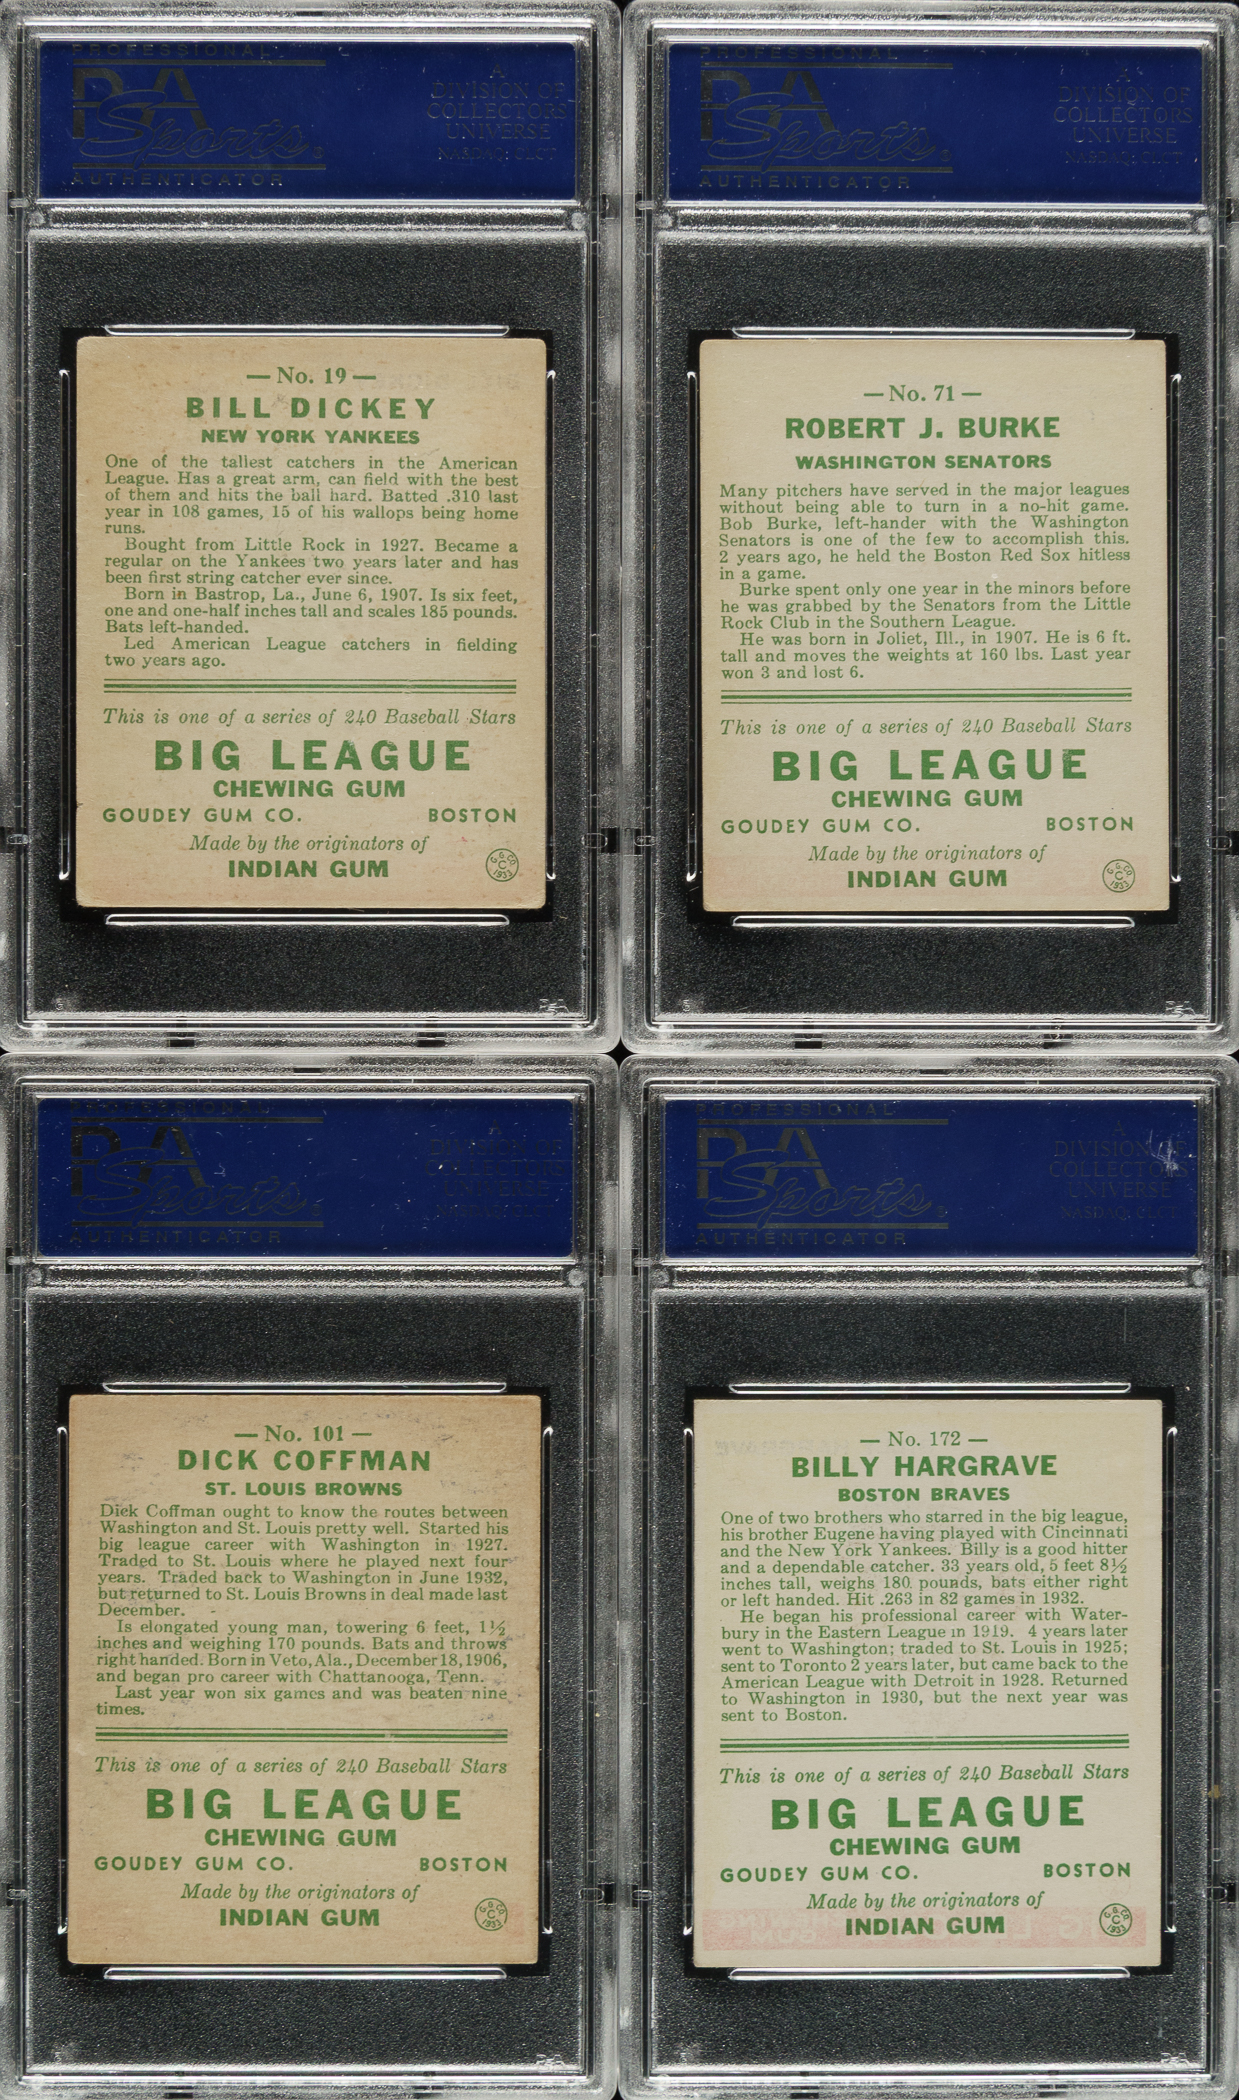 PROFESSIONAL
PSA
Sports
AUTHENTICATOR
A
DIVISION OF
COLLECTORS
UNIVERSE
NASDAQ: CLCT
— No. 19 —
BILL DICKEY
NEW YORK YANKEES
One of the tallest catchers in the American
League. Has a great arm, can field with the best
of them and hits the ball hard. Batted .310 last
year in 108 games, 15 of his wallops being home
runs.
Bought from Little Rock in 1927. Became a
regular on the Yankees two years later and has
been first string catcher ever since.
Born in Bastrop, La., June 6, 1907. Is six feet,
one and one-half inches tall and scales 185 pounds.
Bats left-handed.
Led American League catchers in fielding
two years ago.
This is one of a series of 240 Baseball Stars
BIG LEAGUE
CHEWING GUM
GOUDEY GUM CO. BOSTON
Made by the originators of
INDIAN GUM
G.G.CO.
C
1933
PROFESSIONAL
PSA
Sports
AUTHENTICATOR
A
DIVISION OF
COLLECTORS
UNIVERSE
NASDAQ: CLCT
— No. 71 —
ROBERT J. BURKE
WASHINGTON SENATORS
Many pitchers have served in the major leagues
without being able to turn in a no-hit game.
Bob Burke, left-hander with the Washington
Senators is one of the few to accomplish this.
2 years ago, he held the Boston Red Sox hitless
in a game.
Burke spent only one year in the minors before
he was grabbed by the Senators from the Little
Rock Club in the Southern League.
He was born in Joliet, Ill., in 1907. He is 6 ft.
tall and moves the weights at 160 lbs. Last year
won 3 and lost 6.
This is one of a series of 240 Baseball Stars
BIG LEAGUE
CHEWING GUM
GOUDEY GUM CO. BOSTON
Made by the originators of
INDIAN GUM
G.G.CO.
C
1933
PROFESSIONAL
PSA
Sports
AUTHENTICATOR
A
DIVISION OF
COLLECTORS
UNIVERSE
NASDAQ: CLCT
— No. 101 —
DICK COFFMAN
ST. LOUIS BROWNS
Dick Coffman ought to know the routes between
Washington and St. Louis pretty well. Started his
big league career with Washington in 1927.
Traded to St. Louis where he played next four
years. Traded back to Washington in June 1932,
but returned to St. Louis Browns in deal made last
December.
Is elongated young man, towering 6 feet, 1½
inches and weighing 170 pounds. Bats and throws
right handed. Born in Veto, Ala., December 18, 1906,
and began pro career with Chattanooga, Tenn.
Last year won six games and was beaten nine
times.
This is one of a series of 240 Baseball Stars
BIG LEAGUE
CHEWING GUM
GOUDEY GUM CO. BOSTON
Made by the originators of
INDIAN GUM
G.G.CO.
C
1933
PROFESSIONAL
PSA
Sports
AUTHENTICATOR
A
DIVISION OF
COLLECTORS
UNIVERSE
NASDAQ: CLCT
— No. 172 —
BILLY HARGRAVE
BOSTON BRAVES
One of two brothers who starred in the big league,
his brother Eugene having played with Cincinnati
and the New York Yankees. Billy is a good hitter
and a dependable catcher. 33 years old, 5 feet 8½
inches tall, weighs 180 pounds, bats either right
or left handed. Hit .263 in 82 games in 1932.
He began his professional career with Water-
bury in the Eastern League in 1919. 4 years later
went to Washington; traded to St. Louis in 1925;
sent to Toronto 2 years later, but came back to the
American League with Detroit in 1928. Returned
to Washington in 1930, but the next year was
sent to Boston.
This is one of a series of 240 Baseball Stars
BIG LEAGUE
CHEWING GUM
GOUDEY GUM CO. BOSTON
Made by the originators of
INDIAN GUM
G.G.CO.
C
1933